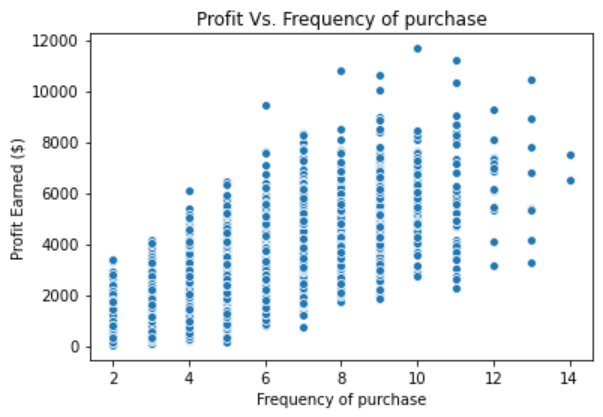 Profit Vs. Frequency of purchase
12000
10000
8000
6000
4000
2000
0
Profit Earned ($)
2 4 6 8 10 12 14
Frequency of purchase